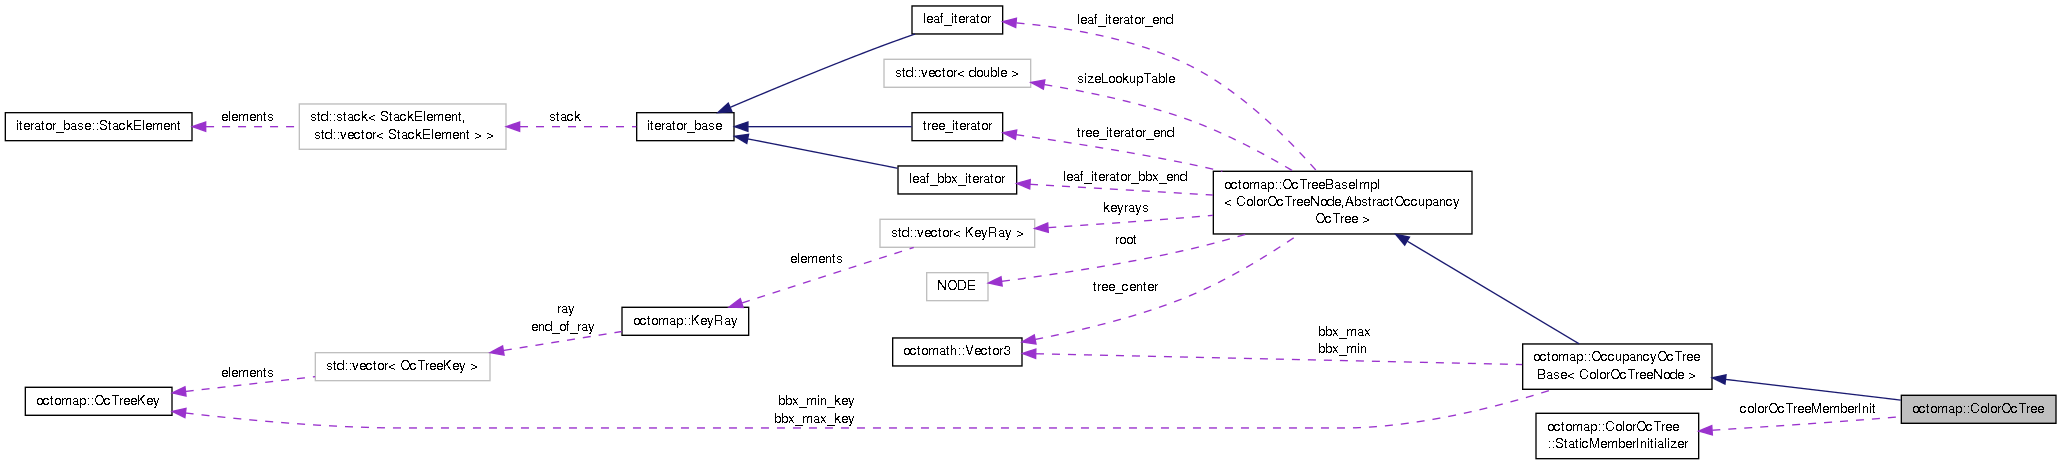 leaf_iterator
leaf_iterator_end
std::vector< double >
sizeLookupTable
iterator_base::StackElement
elements
std::stack< StackElement,
std::vector< StackElement > >
stack
iterator_base
tree_iterator
tree_iterator_end
leaf_bbx_iterator
leaf_iterator_bbx_end
octomap::OcTreeBaseImpl
< ColorOcTreeNode,AbstractOccupancy
OcTree >
keyrays
std::vector< KeyRay >
root
elements
NODE
tree_center
ray
end_of_ray
octomap::KeyRay
octomath::Vector3
bbx_max
bbx_min
octomap::OccupancyOcTree
Base< ColorOcTreeNode >
std::vector< OcTreeKey >
elements
octomap::OcTreeKey
bbx_min_key
bbx_max_key
colorOcTreeMemberInit
octomap::ColorOcTree
octomap::ColorOcTree
::StaticMemberInitializer